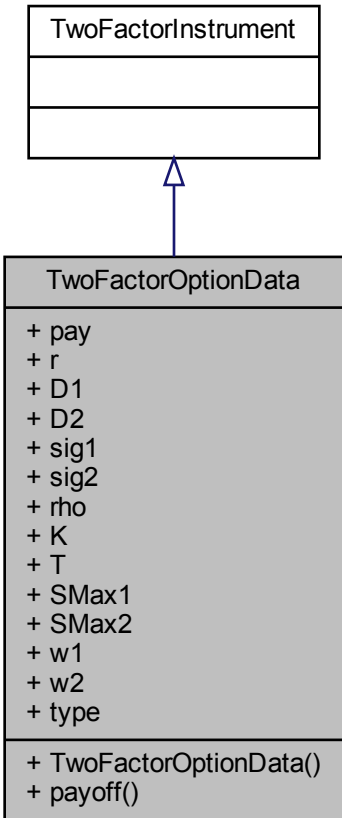 TwoFactorInstrument
TwoFactorOptionData
+ pay
+ r
+ D1
+ D2
+ sig1
+ sig2
+ rho
+ K
+ T
+ SMax1
+ SMax2
+ w1
+ w2
+ type
+ TwoFactorOptionData()
+ payoff()